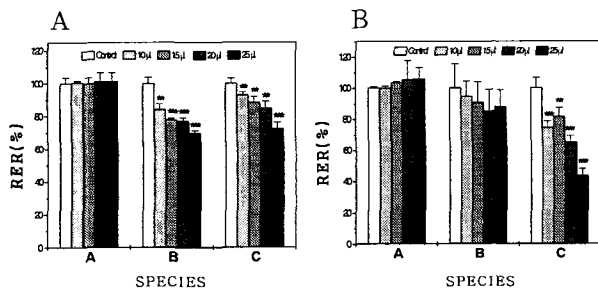 A
B
Control 10μl 15μl 20μl 25μl
Control 10μl 15μl 20μl 25μl
120
100
80
60
40
20
0
RER(%)
** *** *** ***
** ** ** ***
A B C
SPECIES
120
100
80
60
40
20
0
RER(%)
*** ** *** ***
A B C
SPECIES